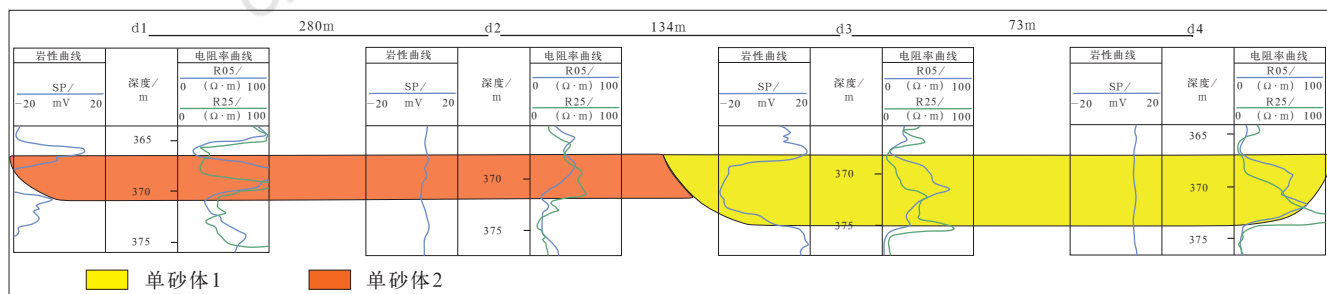 d1 280m d2 134m d3 73m d4
岩性曲线 电阻率曲线 岩性曲线 电阻率曲线 岩性曲线 电阻率曲线 岩性曲线 电阻率曲线
SP/ 深度/ R05/ SP/ 深度/ R05/ SP/ 深度/ R05/ SP/ 深度/ R05/
-20 mV 20 m 0 (Ω·m) 100 -20 mV 20 m 0 (Ω·m) 100 -20 mV 20 m 0 (Ω·m) 100 -20 mV 20 m 0 (Ω·m) 100
R25/ R25/ R25/ R25/
0 (Ω·m) 100 0 (Ω·m) 100 0 (Ω·m) 100 0 (Ω·m) 100
365 365
370 370 370 370
375 375 375 375
单砂体1 单砂体2